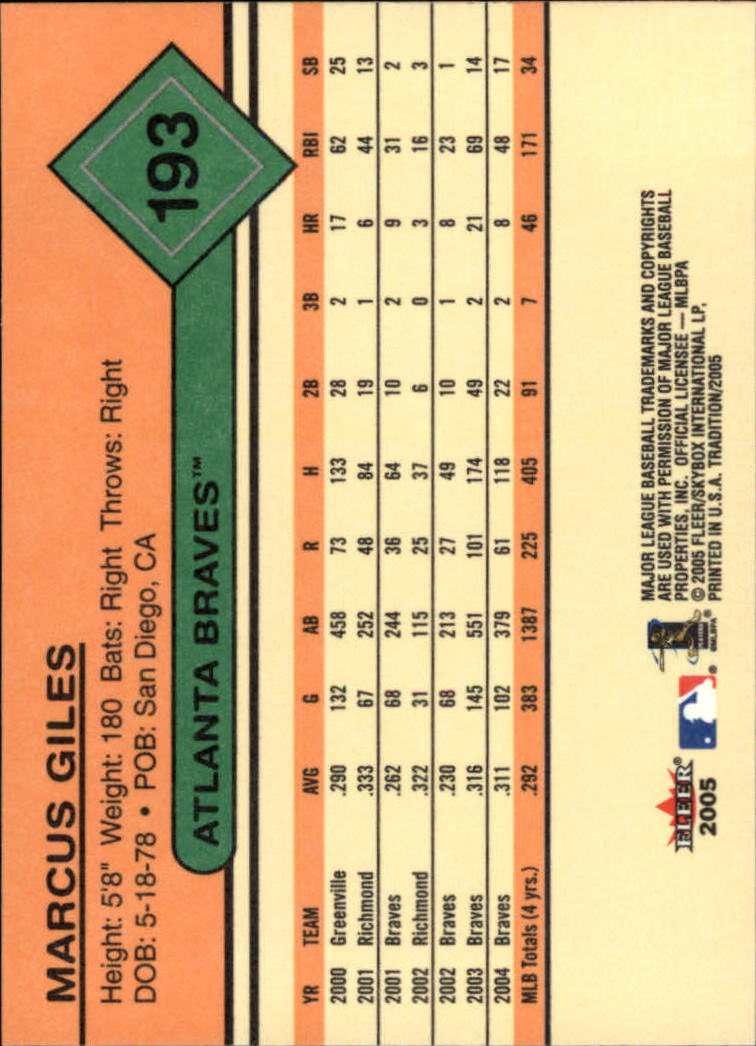 MARCUS GILES
Height: 5'8" Weight: 180 Bats: Right Throws: Right
DOB: 5-18-78 • POB: San Diego, CA
193
ATLANTA BRAVES™
YR TEAM AVG G AB R H 2B 3B HR RBI SB
2000 Greenville .290 132 458 73 133 28 2 17 62 25
2001 Richmond .333 67 252 48 84 19 1 6 44 13
2001 Braves .262 68 244 36 64 10 2 9 31 2
2002 Richmond .322 31 115 25 37 6 0 3 16 3
2002 Braves .230 68 213 27 49 10 1 8 23 1
2003 Braves .316 145 551 101 174 49 2 21 69 14
2004 Braves .311 102 379 61 118 22 2 8 48 17
MLB Totals (4 yrs.) .292 383 1387 225 405 91 7 46 171 34
FLEER®
2005
®
®
©MLBPA
MAJOR LEAGUE BASEBALL TRADEMARKS AND COPYRIGHTS
ARE USED WITH PERMISSION OF MAJOR LEAGUE BASEBALL
PROPERTIES, INC. OFFICIAL LICENSEE — MLBPA
© 2005 FLEER/SKYBOX INTERNATIONAL LP,
PRINTED IN U.S.A. TRADITION/2005